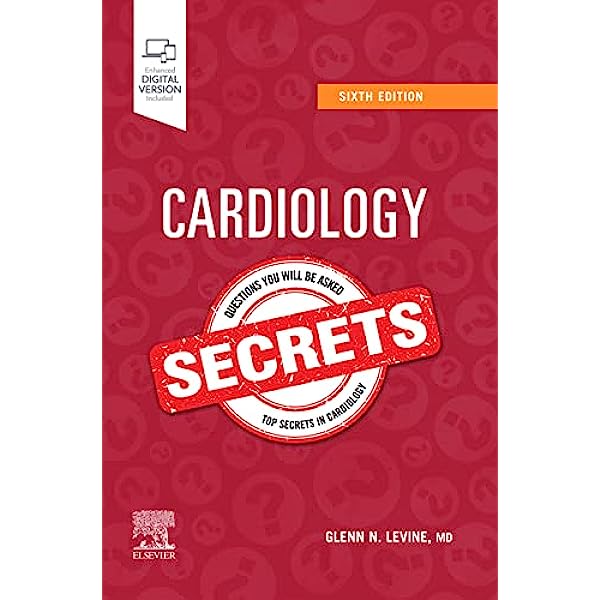 Enhanced
DIGITAL
VERSION
Included
SIXTH EDITION
CARDIOLOGY
QUESTIONS YOU WILL BE ASKED
SECRETS
TOP SECRETS IN CARDIOLOGY
ELSEVIER
GLENN N. LEVINE, MD